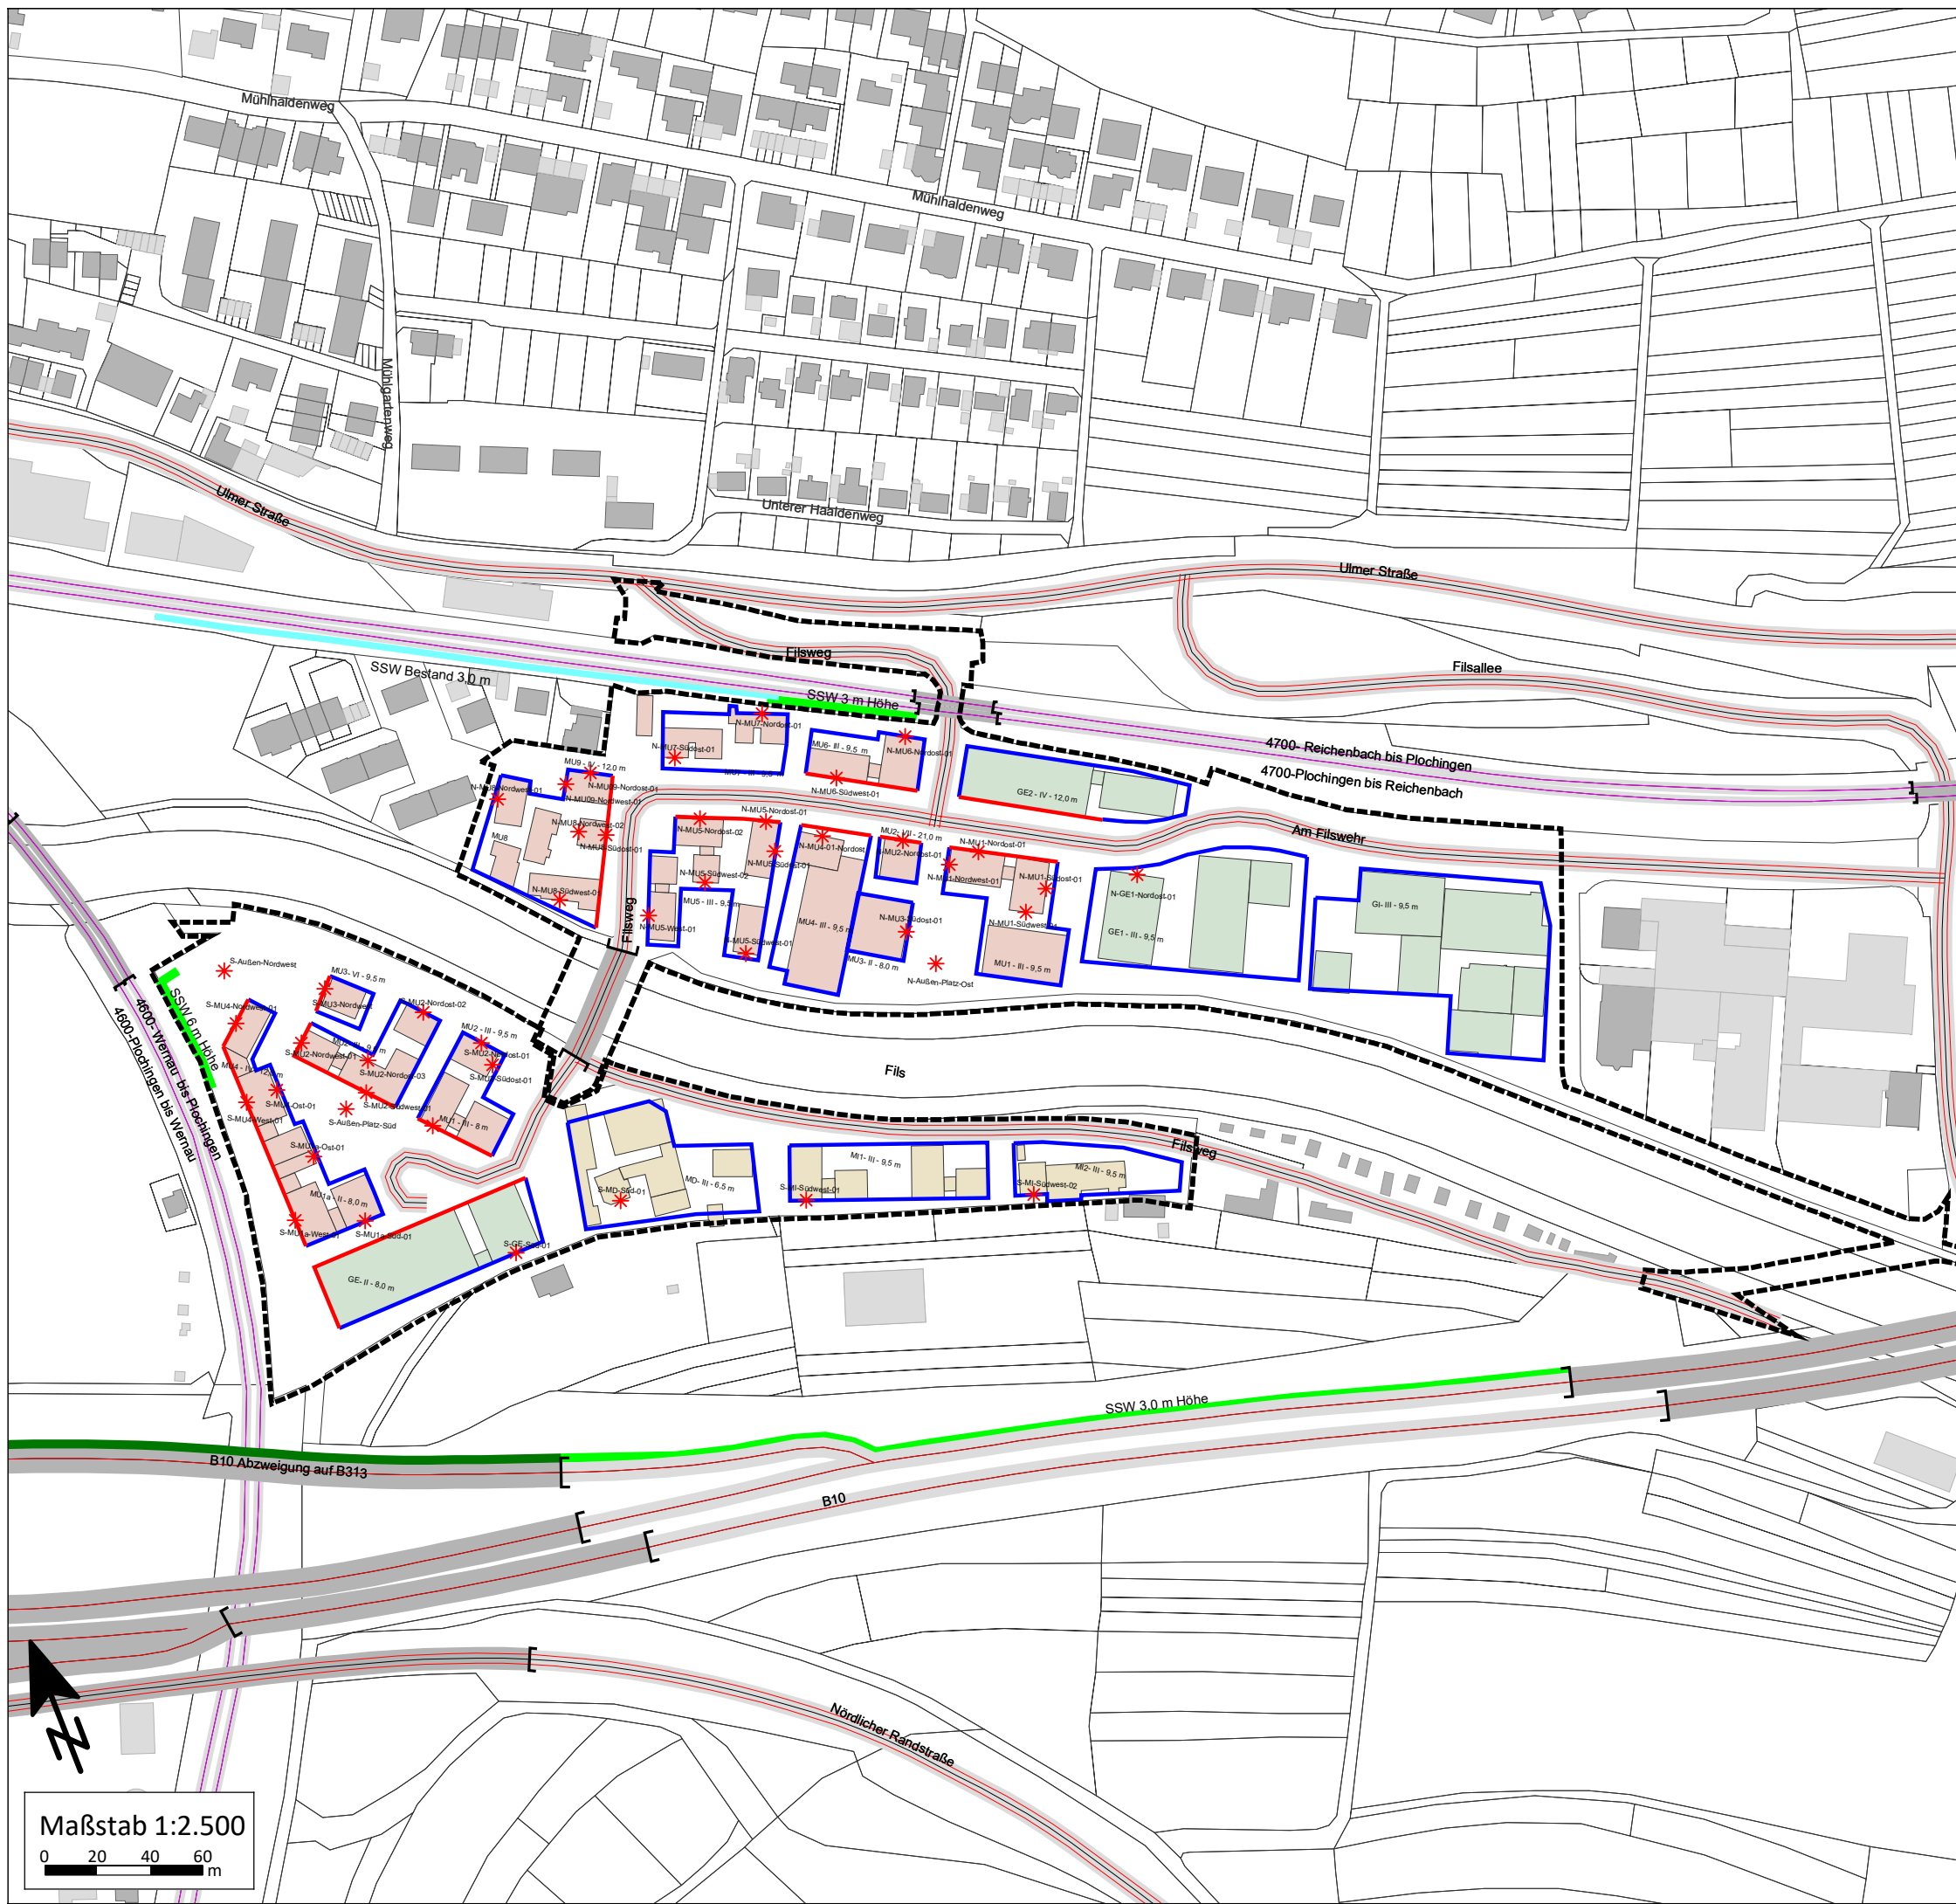 Mühlhaldenweg
Mühlhaldenweg
Mühlgartenweg
Ulmer Straße
Unterer Haaldenweg
Ulmer Straße
Filsweg
Filsallee
SSW Bestand 3,0 m
SSW 3 m Höhe
4700- Reichenbach bis Plochingen
4700-Plochingen bis Reichenbach
N-MU7-Nordost-01
N-MU7-Südost-01
MU6- III - 9,5 m
N-MU6-Nordost-01
N-MU6-Südwest-01
MU9 - IV - 12,0 m
N-MU09-Nordost-01
N-MU09-Nordwest-01
N-MU8-Nordwest-01
N-MU8-Nordwest-02
MU8
N-MU8-Südost-01
N-MU8-Südwest-01
GE2 - IV - 12,0 m
Am Filswehr
N-MU5-Nordost-01
N-MU5-Nordost-02
N-MU5-Südost-01
N-MU5-Südwest-02
MU5 - III - 9,5 m
N-MU5-West-01
N-MU5-Südwest-01
N-MU4-01-Nordost
MU4- III - 9,5 m
MU2- VII - 21,0 m
N-MU2-Nordost-01
N-MU3-Südost-01
MU3- II - 8.0 m
N-MU1-Nordost-01
N-MU1-Nordwest-01
N-MU1-Südost-01
N-MU1-Südwest-01
MU1 - III - 9,5 m
N-Außen-Platz-Ost
N-GE1-Nordost-01
GE1 - III - 9,5 m
GI- III - 9,5 m
Filsweg
S-Außen-Nordwest
SSW 6 m Höhe
4600- Wernau bis Plochingen
4600-Plochingen bis Wernau
MU3- VI - 9,5 m
S-MU3-Nordwest
S-MU4-Nordwest-01
S-MU2-Nordost-02
S-MU2-Nordwest-01
S-MU2-Nordost-03
MU2 - III - 9,5 m
S-MU2-Nordost-01
S-MU2-Südost-01
S-MU2-Südwest-01
S-MU4-Ost-01
S-MU4-West-01
S-Außen-Platz-Süd
MU1 - III - 8 m
S-MU1a-Ost-01
MU1a - II - 8,0 m
S-MU1a-West-01
S-MU1a-Süd-01
S-GE-Süd-01
GE- II - 8,0 m
Fils
MD- III - 6,5 m
S-MD-Süd-01
MI1- III - 9,5 m
S-MI-Südwest-01
MI2- III - 9,5 m
S-MI-Südwest-02
Filsweg
SSW 3,0 m Höhe
B10 Abzweigung auf B313
B10
Nördlicher Randstraße
Maßstab 1:2.500
0 20 40 60 m